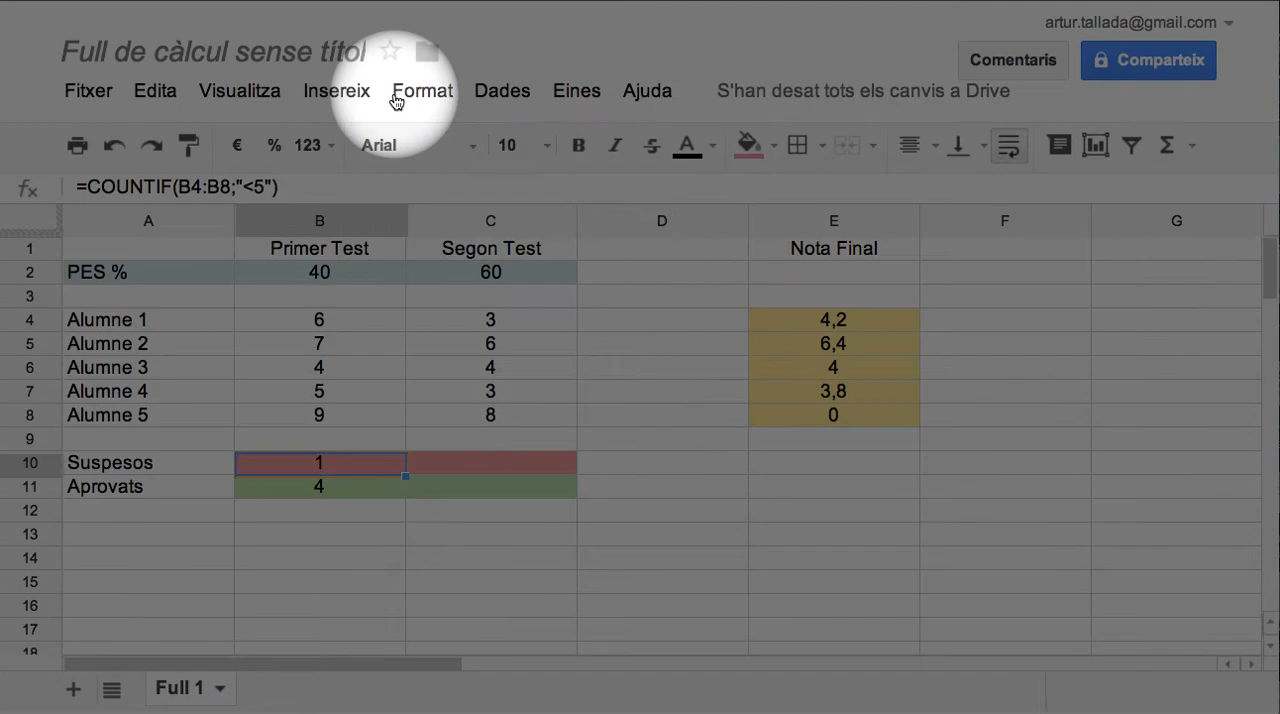 artur.tallada@gmail.com
Full de càlcul sense títol
Comentaris
Comparteix
Fitxer Edita Visualitza Insereix Format Dades Eines Ajuda S'han desat tots els canvis a Drive
€ % 123 Arial 10 B I S A Σ
fx =COUNTIF(B4:B8;"<5")
A B C D E F G
1 Primer Test Segon Test Nota Final
2 PES % 40 60
3
4 Alumne 1 6 3 4,2
5 Alumne 2 7 6 6,4
6 Alumne 3 4 4 4
7 Alumne 4 5 3 3,8
8 Alumne 5 9 8 0
9
10 Suspesos 1
11 Aprovats 4
12
13
14
15
16
17
18
Full 1